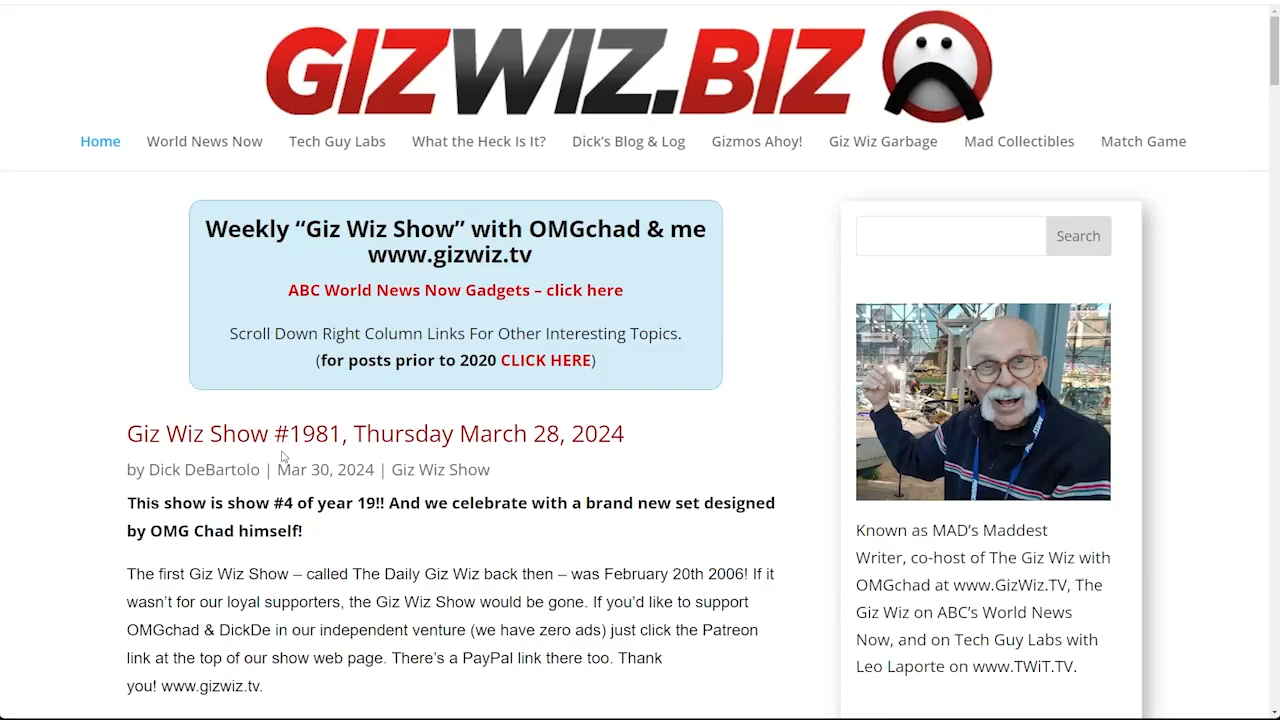 GIZWIZ.BIZ
Home World News Now Tech Guy Labs What the Heck Is It? Dick's Blog & Log Gizmos Ahoy! Giz Wiz Garbage Mad Collectibles Match Game
Weekly “Giz Wiz Show” with OMGchad & me
www.gizwiz.tv
ABC World News Now Gadgets – click here
Scroll Down Right Column Links For Other Interesting Topics.
(for posts prior to 2020 CLICK HERE)
Giz Wiz Show #1981, Thursday March 28, 2024
by Dick DeBartolo | Mar 30, 2024 | Giz Wiz Show
This show is show #4 of year 19!! And we celebrate with a brand new set designed
by OMG Chad himself!
The first Giz Wiz Show – called The Daily Giz Wiz back then – was February 20th 2006! If it
wasn't for our loyal supporters, the Giz Wiz Show would be gone. If you'd like to support
OMGchad & DickDe in our independent venture (we have zero ads) just click the Patreon
link at the top of our show web page. There's a PayPal link there too. Thank
you! www.gizwiz.tv.
Search
Known as MAD's Maddest
Writer, co-host of The Giz Wiz with
OMGchad at www.GizWiz.TV, The
Giz Wiz on ABC's World News
Now, and on Tech Guy Labs with
Leo Laporte on www.TWiT.TV.